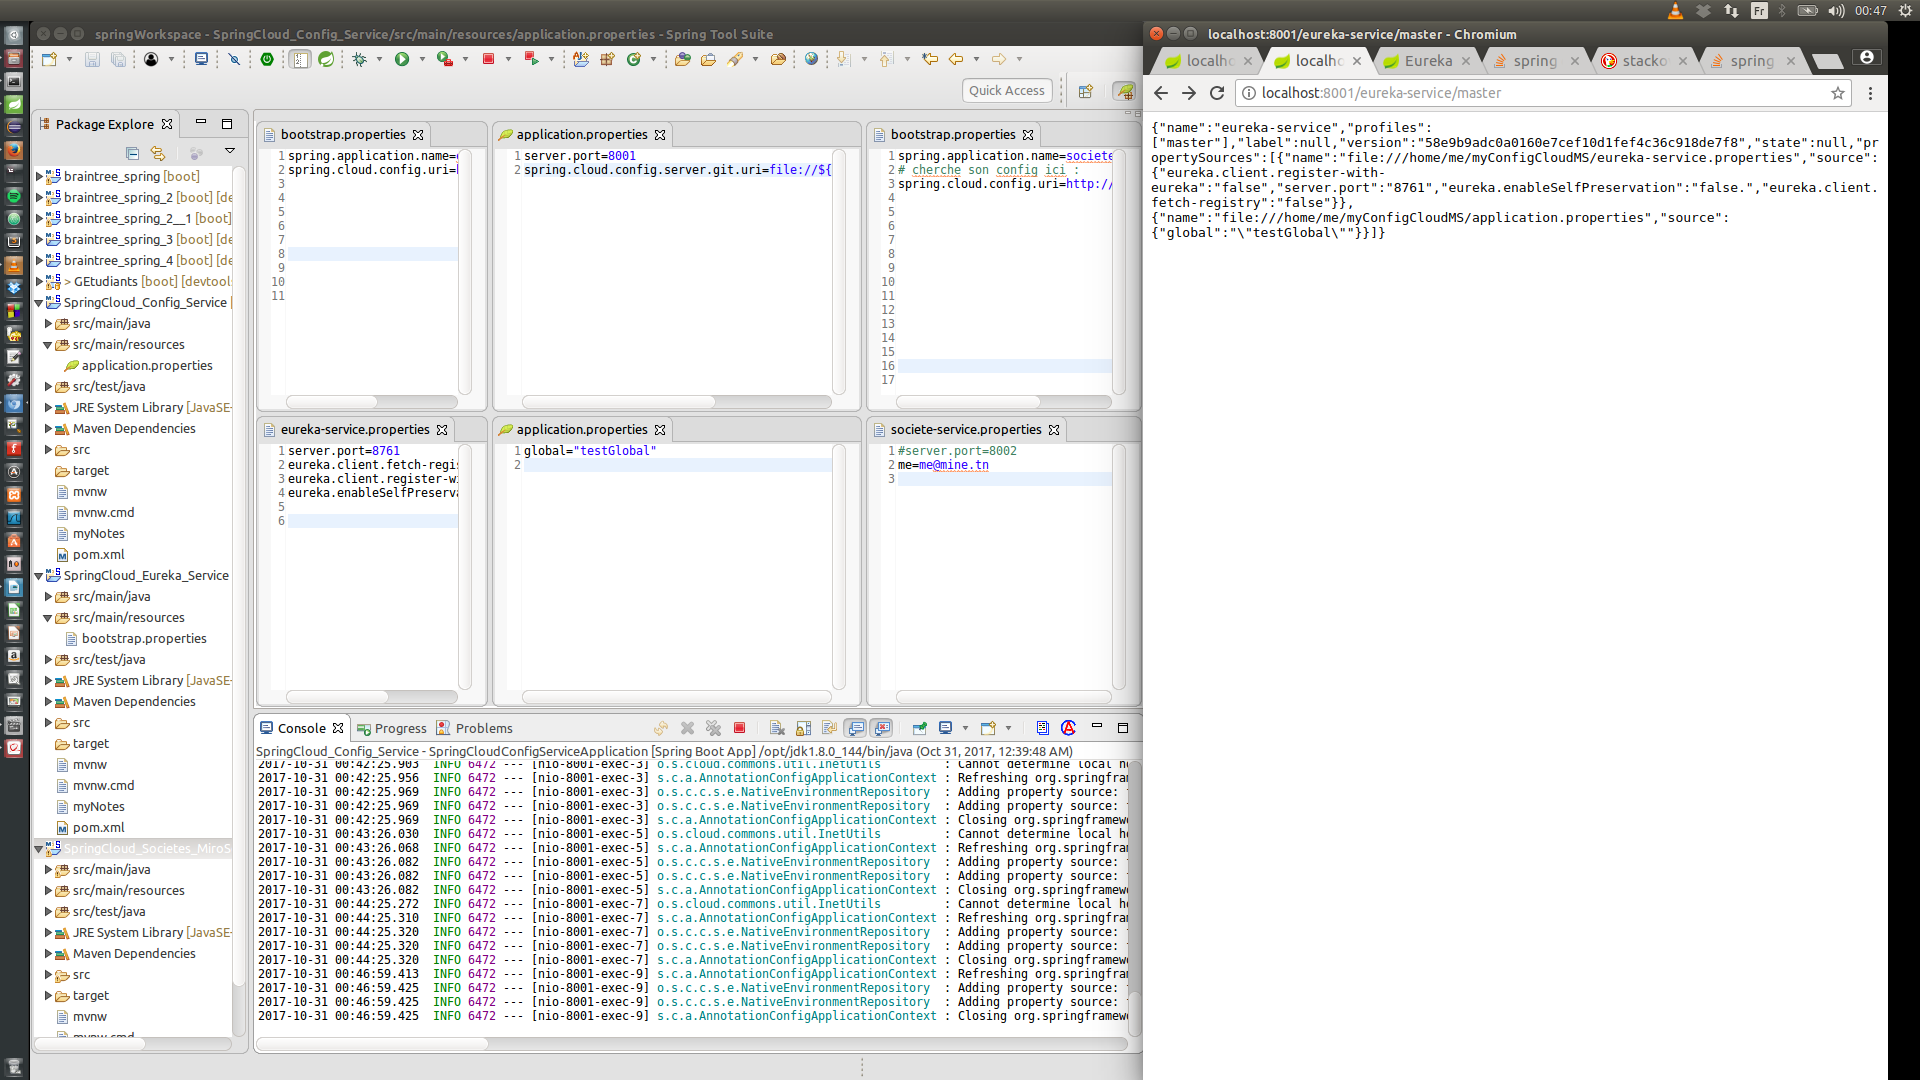 Fr
00:47
springWorkspace - SpringCloud_Config_Service/src/main/resources/application.properties - Spring Tool Suite
Quick Access
Package Explorer
braintree_spring [boot]
braintree_spring_2 [boot] [de
braintree_spring_2__1 [boot]
braintree_spring_3 [boot] [de
braintree_spring_4 [boot] [de
> GEtudiants [boot] [devtools
SpringCloud_Config_Service [
src/main/java
src/main/resources
application.properties
src/test/java
JRE System Library [JavaSE-
Maven Dependencies
src
target
mvnw
mvnw.cmd
myNotes
pom.xml
SpringCloud_Eureka_Service
src/main/java
src/main/resources
bootstrap.properties
src/test/java
JRE System Library [JavaSE-
Maven Dependencies
src
target
mvnw
mvnw.cmd
myNotes
pom.xml
SpringCloud_Societes_MiroS
src/main/java
src/main/resources
src/test/java
JRE System Library [JavaSE-
Maven Dependencies
src
target
mvnw
mvnw.cmd
bootstrap.properties
1 spring.application.name=
2 spring.cloud.config.uri=
3
4
5
6
7
8
9
10
11
application.properties
1 server.port=8001
2 spring.cloud.config.server.git.uri=file://${
bootstrap.properties
1 spring.application.name=societe
2 # cherche son config ici :
3 spring.cloud.config.uri=http://
4
5
6
7
8
9
10
11
12
13
14
15
16
17
eureka-service.properties
1 server.port=8761
2 eureka.client.fetch-regis
3 eureka.client.register-w
4 eureka.enableSelfPreserva
5
6
application.properties
1 global="testGlobal"
2
societe-service.properties
1 #server.port=8002
2 me=me@mine.tn
3
Console
Progress
Problems
SpringCloud_Config_Service - SpringCloudConfigServiceApplication [Spring Boot App] /opt/jdk1.8.0_144/bin/java (Oct 31, 2017, 12:39:48 AM)
2017-10-31 00:42:25.903 INFO 6472 --- [nio-8001-exec-3] o.s.cloud.commons.util.InetUtils : Cannot determine local h
2017-10-31 00:42:25.956 INFO 6472 --- [nio-8001-exec-3] s.c.a.AnnotationConfigApplicationContext : Refreshing org.springfram
2017-10-31 00:42:25.969 INFO 6472 --- [nio-8001-exec-3] o.s.c.c.s.e.NativeEnvironmentRepository : Adding property source:
2017-10-31 00:42:25.969 INFO 6472 --- [nio-8001-exec-3] o.s.c.c.s.e.NativeEnvironmentRepository : Adding property source:
2017-10-31 00:42:25.969 INFO 6472 --- [nio-8001-exec-3] s.c.a.AnnotationConfigApplicationContext : Closing org.springframewo
2017-10-31 00:43:26.030 INFO 6472 --- [nio-8001-exec-5] o.s.cloud.commons.util.InetUtils : Cannot determine local ho
2017-10-31 00:43:26.068 INFO 6472 --- [nio-8001-exec-5] s.c.a.AnnotationConfigApplicationContext : Refreshing org.springfram
2017-10-31 00:43:26.082 INFO 6472 --- [nio-8001-exec-5] o.s.c.c.s.e.NativeEnvironmentRepository : Adding property source:
2017-10-31 00:43:26.082 INFO 6472 --- [nio-8001-exec-5] o.s.c.c.s.e.NativeEnvironmentRepository : Adding property source:
2017-10-31 00:43:26.082 INFO 6472 --- [nio-8001-exec-5] s.c.a.AnnotationConfigApplicationContext : Closing org.springframewo
2017-10-31 00:44:25.272 INFO 6472 --- [nio-8001-exec-7] o.s.cloud.commons.util.InetUtils : Cannot determine local ho
2017-10-31 00:44:25.310 INFO 6472 --- [nio-8001-exec-7] s.c.a.AnnotationConfigApplicationContext : Refreshing org.springfram
2017-10-31 00:44:25.320 INFO 6472 --- [nio-8001-exec-7] o.s.c.c.s.e.NativeEnvironmentRepository : Adding property source:
2017-10-31 00:44:25.320 INFO 6472 --- [nio-8001-exec-7] o.s.c.c.s.e.NativeEnvironmentRepository : Adding property source:
2017-10-31 00:44:25.320 INFO 6472 --- [nio-8001-exec-7] s.c.a.AnnotationConfigApplicationContext : Closing org.springframewo
2017-10-31 00:46:59.413 INFO 6472 --- [nio-8001-exec-9] s.c.a.AnnotationConfigApplicationContext : Refreshing org.springfram
2017-10-31 00:46:59.425 INFO 6472 --- [nio-8001-exec-9] o.s.c.c.s.e.NativeEnvironmentRepository : Adding property source:
2017-10-31 00:46:59.425 INFO 6472 --- [nio-8001-exec-9] o.s.c.c.s.e.NativeEnvironmentRepository : Adding property source:
2017-10-31 00:46:59.425 INFO 6472 --- [nio-8001-exec-9] s.c.a.AnnotationConfigApplicationContext : Closing org.springframewo
localhost:8001/eureka-service/master - Chromium
localho
localho
Eureka
spring
stacko
spring
localhost:8001/eureka-service/master
{"name":"eureka-service","profiles":
["master"],"label":null,"version":"58e9b9adc0a0160e7cef10d1fef4c36c918de7f8","state":null,"pr
opertySources":[{"name":"file:///home/me/myConfigCloudMS/eureka-service.properties","source":
{"eureka.client.register-with-
eureka":"false","server.port":"8761","eureka.enableSelfPreservation":"false.","eureka.client.
fetch-registry":"false"}},
{"name":"file:///home/me/myConfigCloudMS/application.properties","source":
{"global":"\"testGlobal\""}}]}